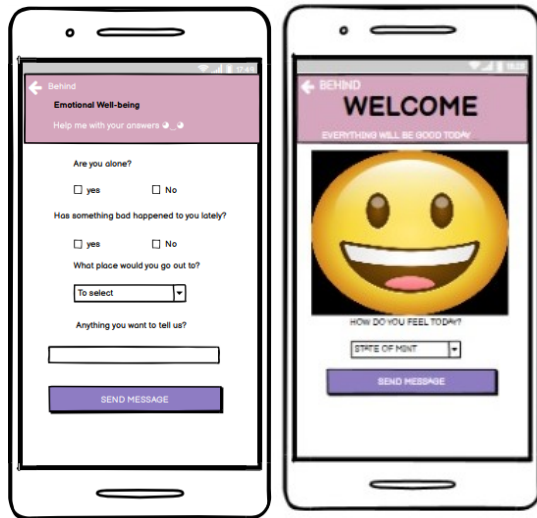 17:40
Behind
Emotional Well-being
Help me with your answers ◕_◕
Are you alone?
yes No
Has something bad happened to you lately?
yes No
What place would you go out to?
To select
Anything you want to tell us?
SEND MESSAGE
BEHIND
WELCOME
EVERYTHING WILL BE GOOD TODAY
HOW DO YOU FEEL TODAY?
STATE OF MINT
SEND MESSAGE